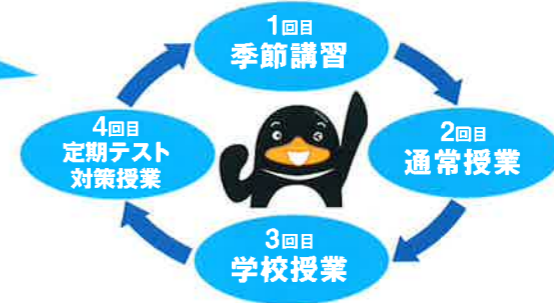 1回目
季節講習
2回目
通常授業
3回目
学校授業
4回目
定期テスト
対策授業